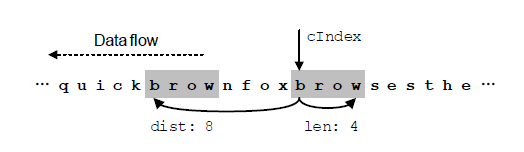 Data flow
cIndex
… q u i c k b r o w n f o x b r o w s e s t h e …
dist: 8
len: 4